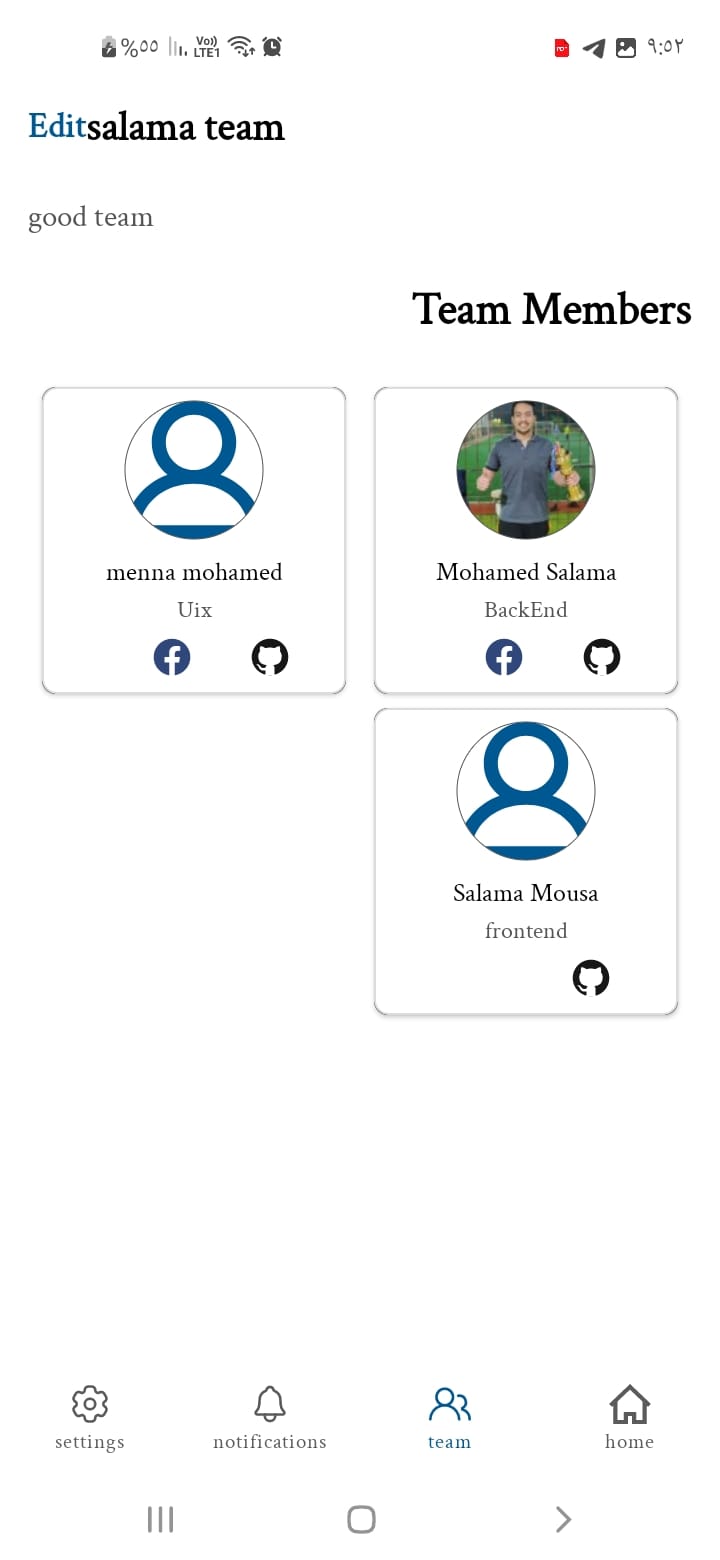 %٥٥ Vo)) LTE1 ٩:٥٢
Editsalama team
good team
Team Members
menna mohamed
Uix
Mohamed Salama
BackEnd
Salama Mousa
frontend
settings notifications team home